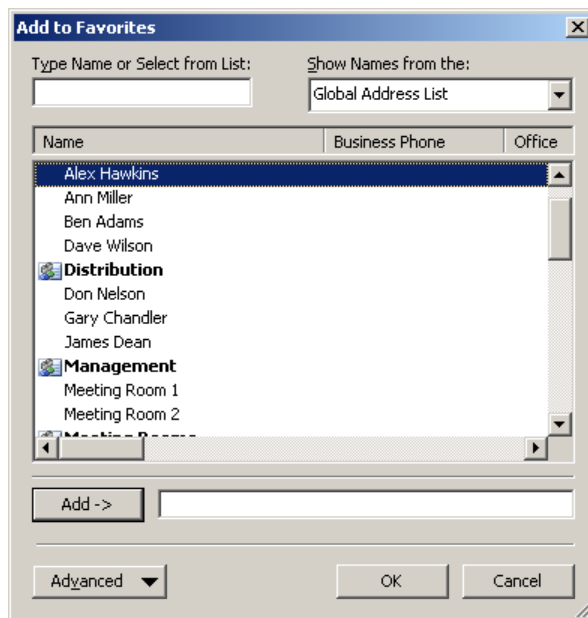 Add to Favorites
Type Name or Select from List:
Show Names from the:
Global Address List
Name Business Phone Office
Alex Hawkins
Ann Miller
Ben Adams
Dave Wilson
Distribution
Don Nelson
Gary Chandler
James Dean
Management
Meeting Room 1
Meeting Room 2
Meeting Rooms
Add ->
Advanced OK Cancel